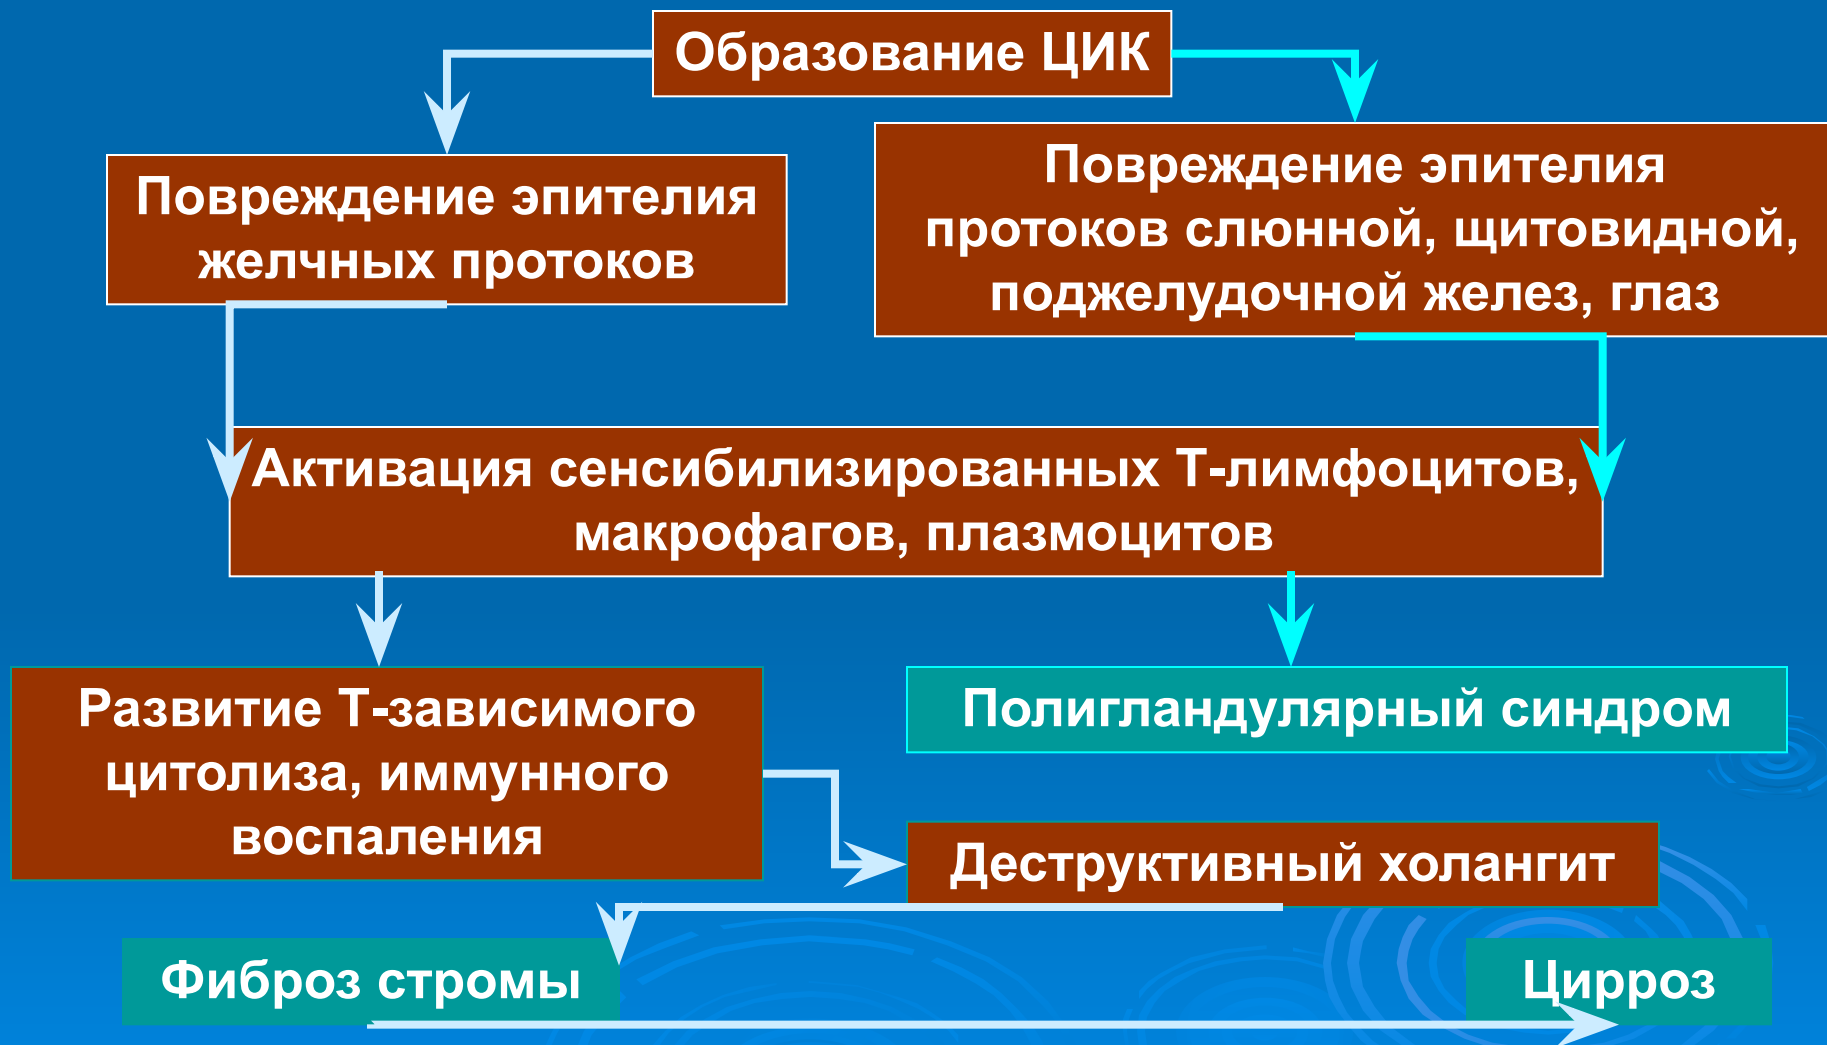 Образование ЦИК
Повреждение эпителия
желчных протоков
Повреждение эпителия
протоков слюнной, щитовидной,
поджелудочной желез, глаз
Активация сенсибилизированных Т-лимфоцитов,
макрофагов, плазмоцитов
Развитие Т-зависимого
цитолиза, иммунного
воспаления
Полигландулярный синдром
Деструктивный холангит
Фиброз стромы
Цирроз